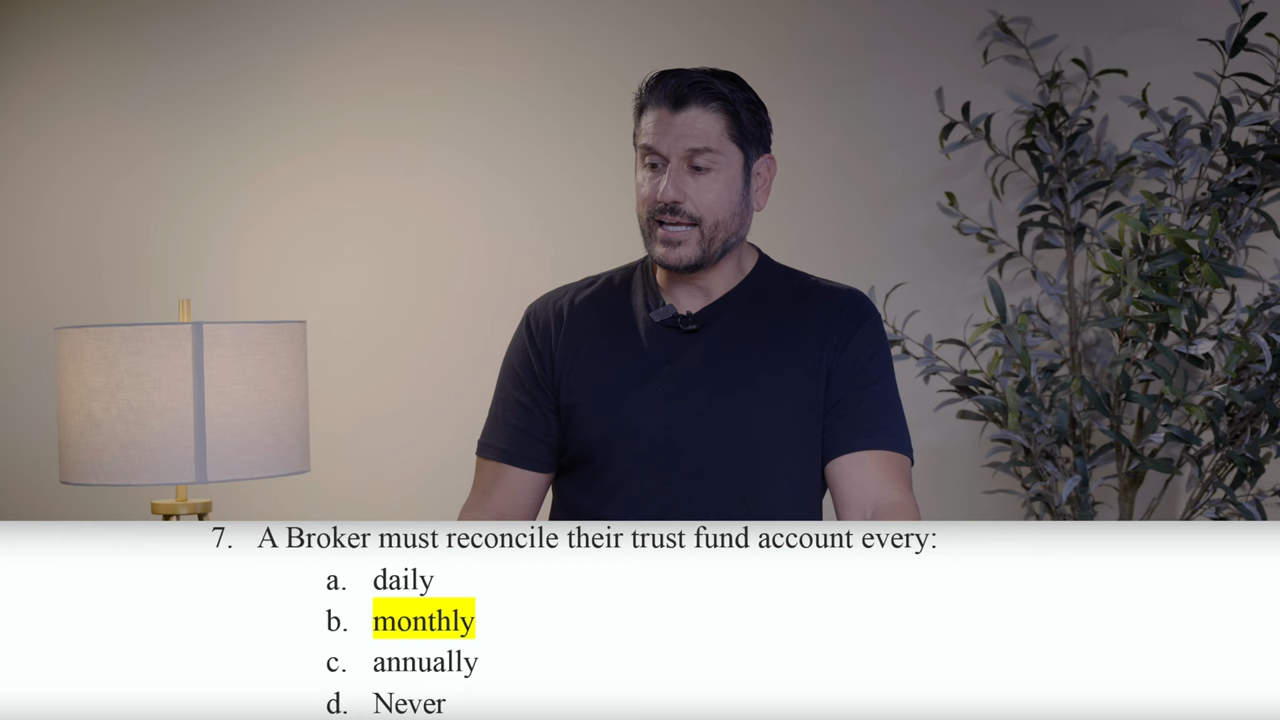 7. A Broker must reconcile their trust fund account every:
a. daily
b. monthly
c. annually
d. Never